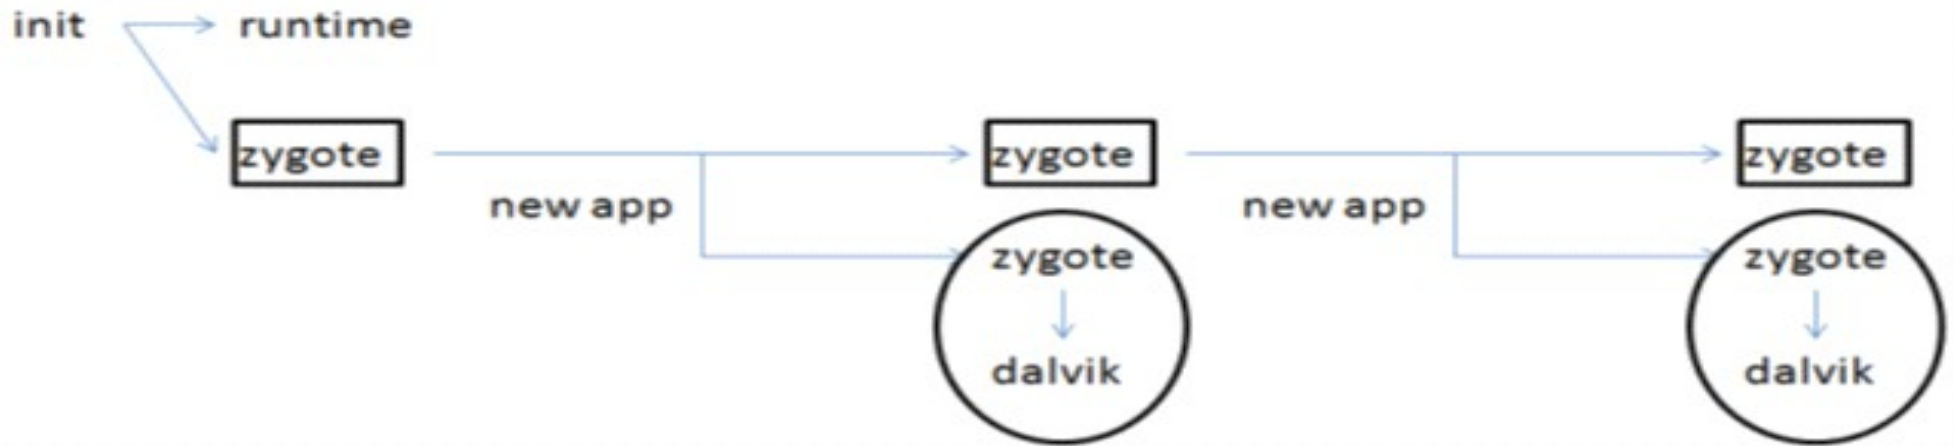 init runtime
zygote zygote zygote
new app new app
zygote zygote
dalvik dalvik